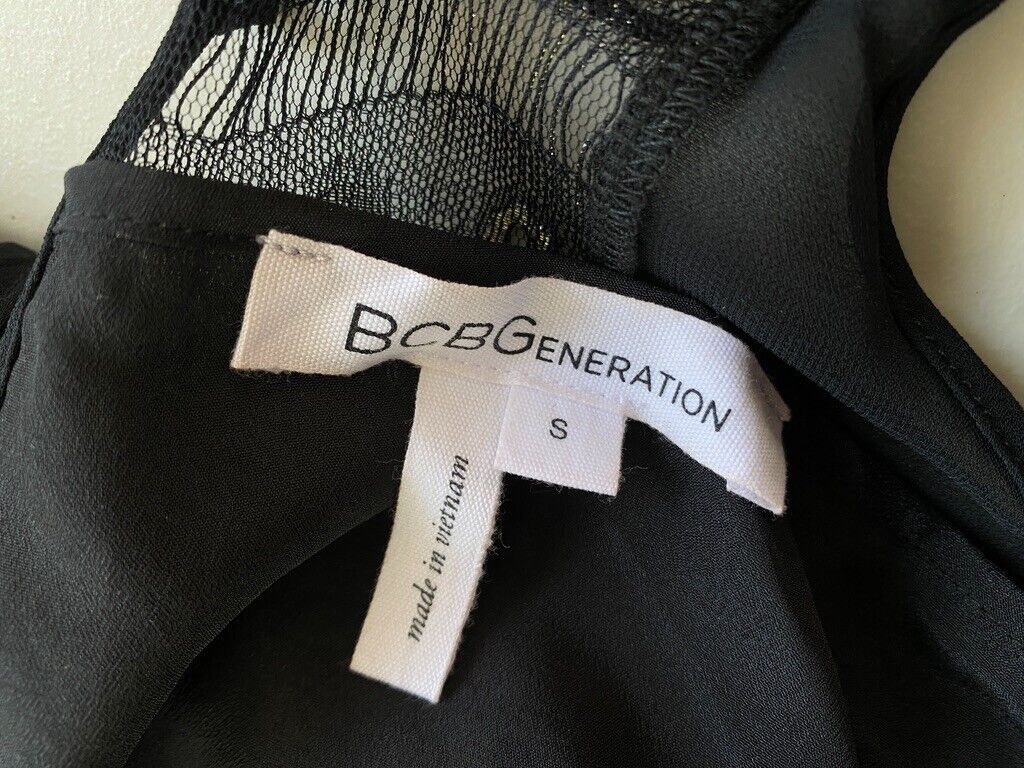 BCBGENERATION
S
made in vietnam